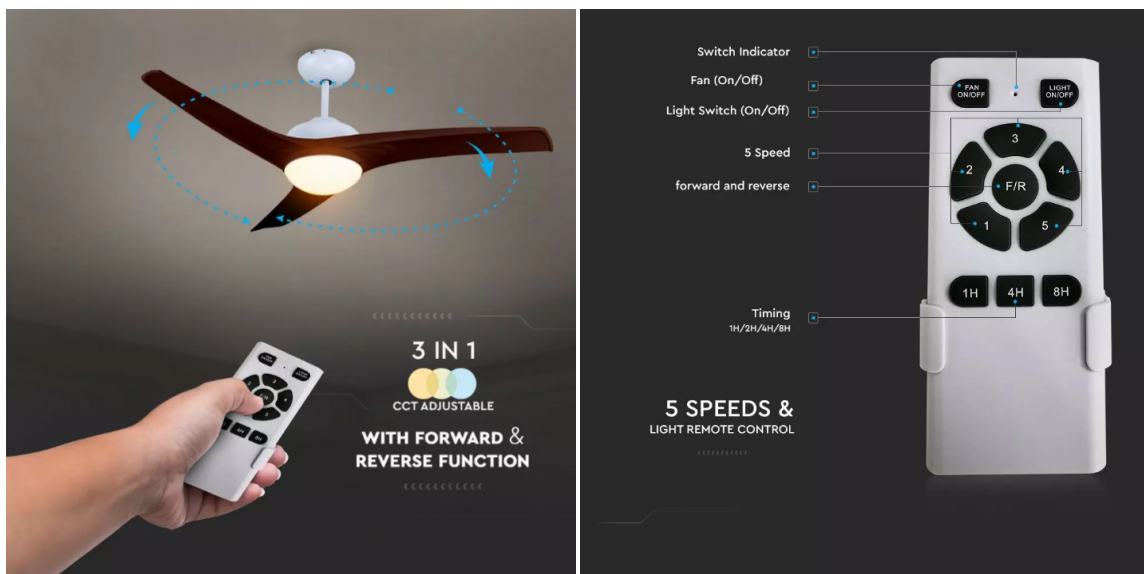 3 IN 1
CCT ADJUSTABLE
WITH FORWARD &
REVERSE FUNCTION
Switch Indicator
Fan (On/Off)
Light Switch (On/Off)
5 Speed
forward and reverse
Timing
1H/2H/4H/8H
5 SPEEDS &
LIGHT REMOTE CONTROL
FAN
ON/OFF
LIGHT
ON/OFF
3
2
4
F/R
1
5
1H
4H
8H